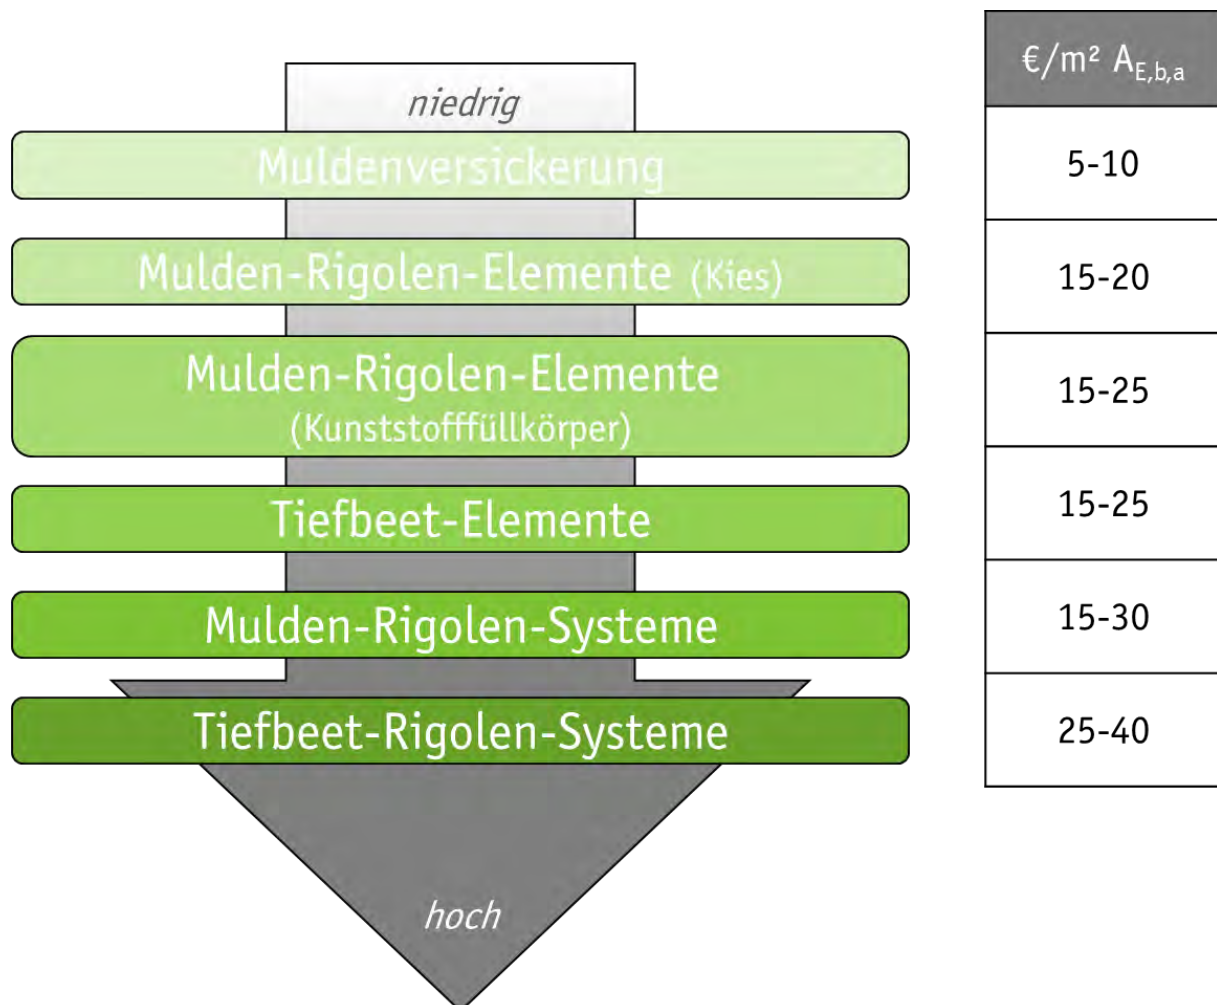 niedrig
Muldenversickerung
Mulden-Rigolen-Elemente (Kies)
Mulden-Rigolen-Elemente
(Kunststofffüllkörper)
Tiefbeet-Elemente
Mulden-Rigolen-Systeme
Tiefbeet-Rigolen-Systeme
hoch
€/m² A_E,b,a
5-10
15-20
15-25
15-25
15-30
25-40